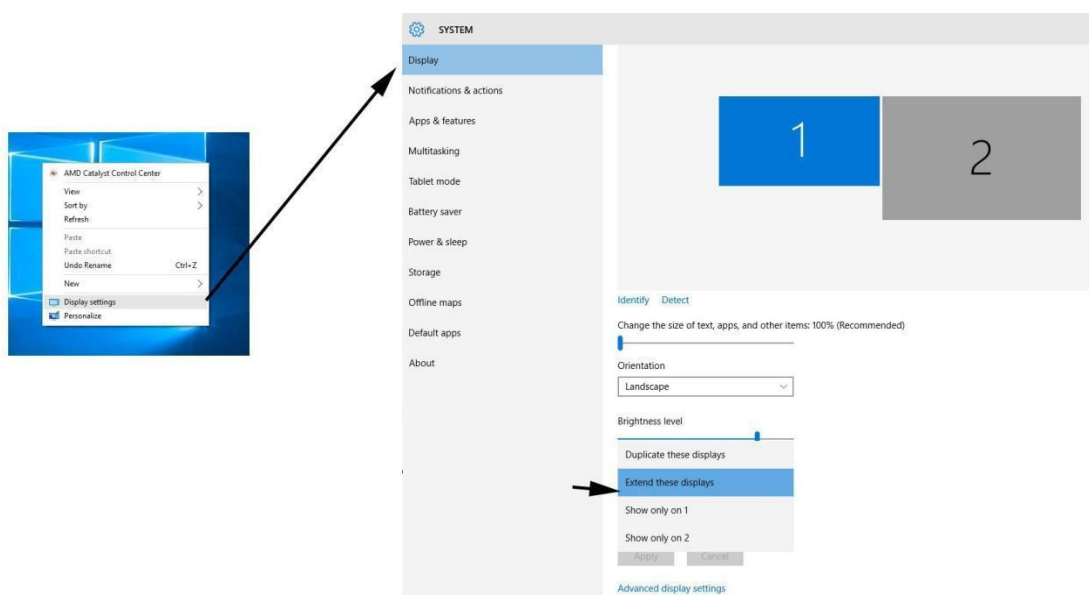 AMD Catalyst Control Center
View
Sort by
Refresh
Paste
Paste shortcut
Undo Rename Ctrl+Z
New
Display settings
Personalize
SYSTEM
Display
Notifications & actions
Apps & features
Multitasking
Tablet mode
Battery saver
Power & sleep
Storage
Offline maps
Default apps
About
1
2
Identify Detect
Change the size of text, apps, and other items: 100% (Recommended)
Orientation
Landscape
Brightness level
Duplicate these displays
Extend these displays
Show only on 1
Show only on 2
Apply Cancel
Advanced display settings